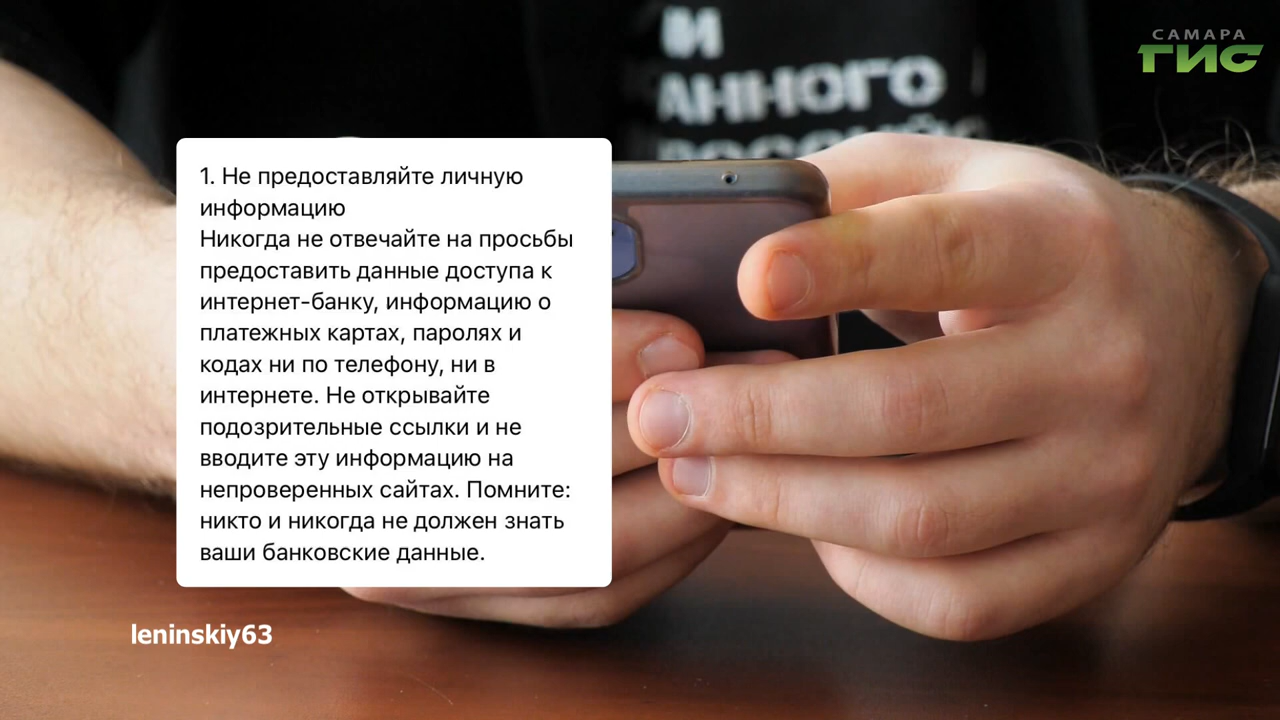 САМАРА
ГИС
И
АННОГО
1. Не предоставляйте личную
информацию
Никогда не отвечайте на просьбы
предоставить данные доступа к
интернет-банку, информацию о
платежных картах, паролях и
кодах ни по телефону, ни в
интернете. Не открывайте
подозрительные ссылки и не
вводите эту информацию на
непроверенных сайтах. Помните:
никто и никогда не должен знать
ваши банковские данные.
leninskiy63